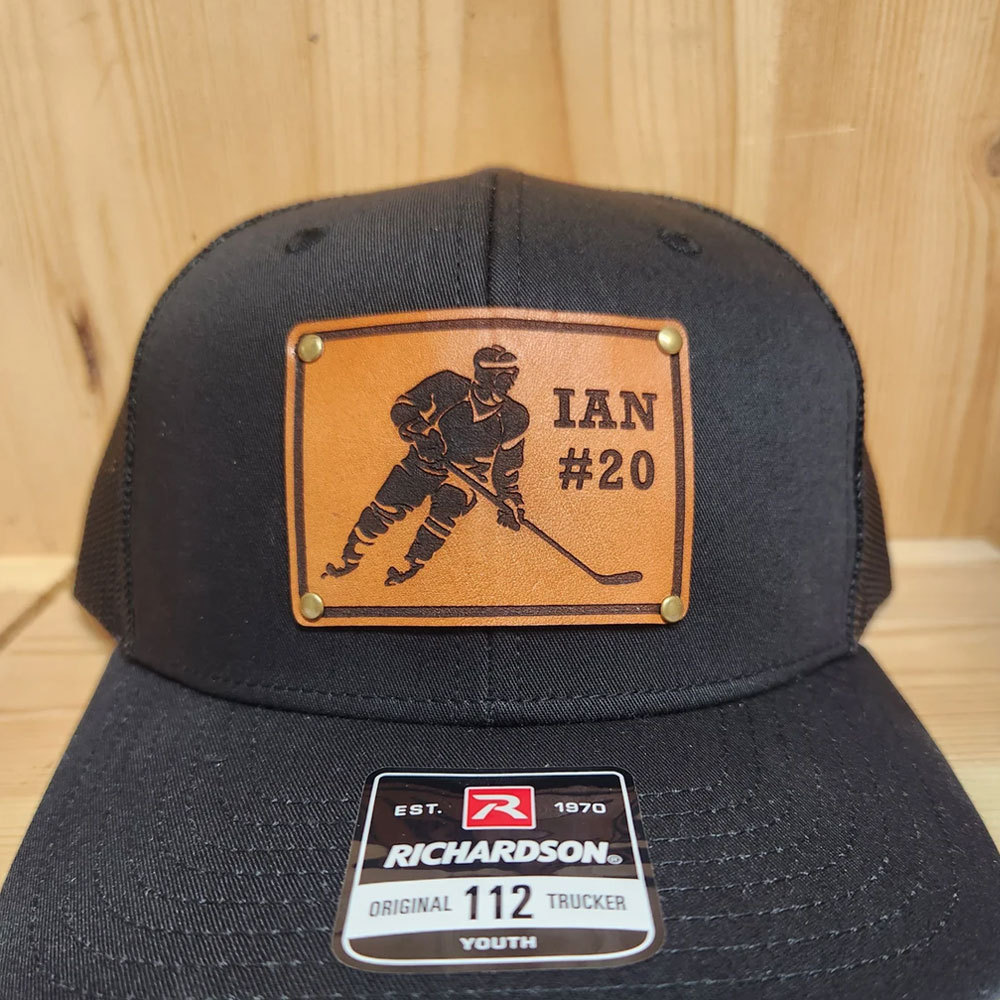 IAN
#20
EST. R 1970
RICHARDSON®
ORIGINAL 112 TRUCKER
YOUTH